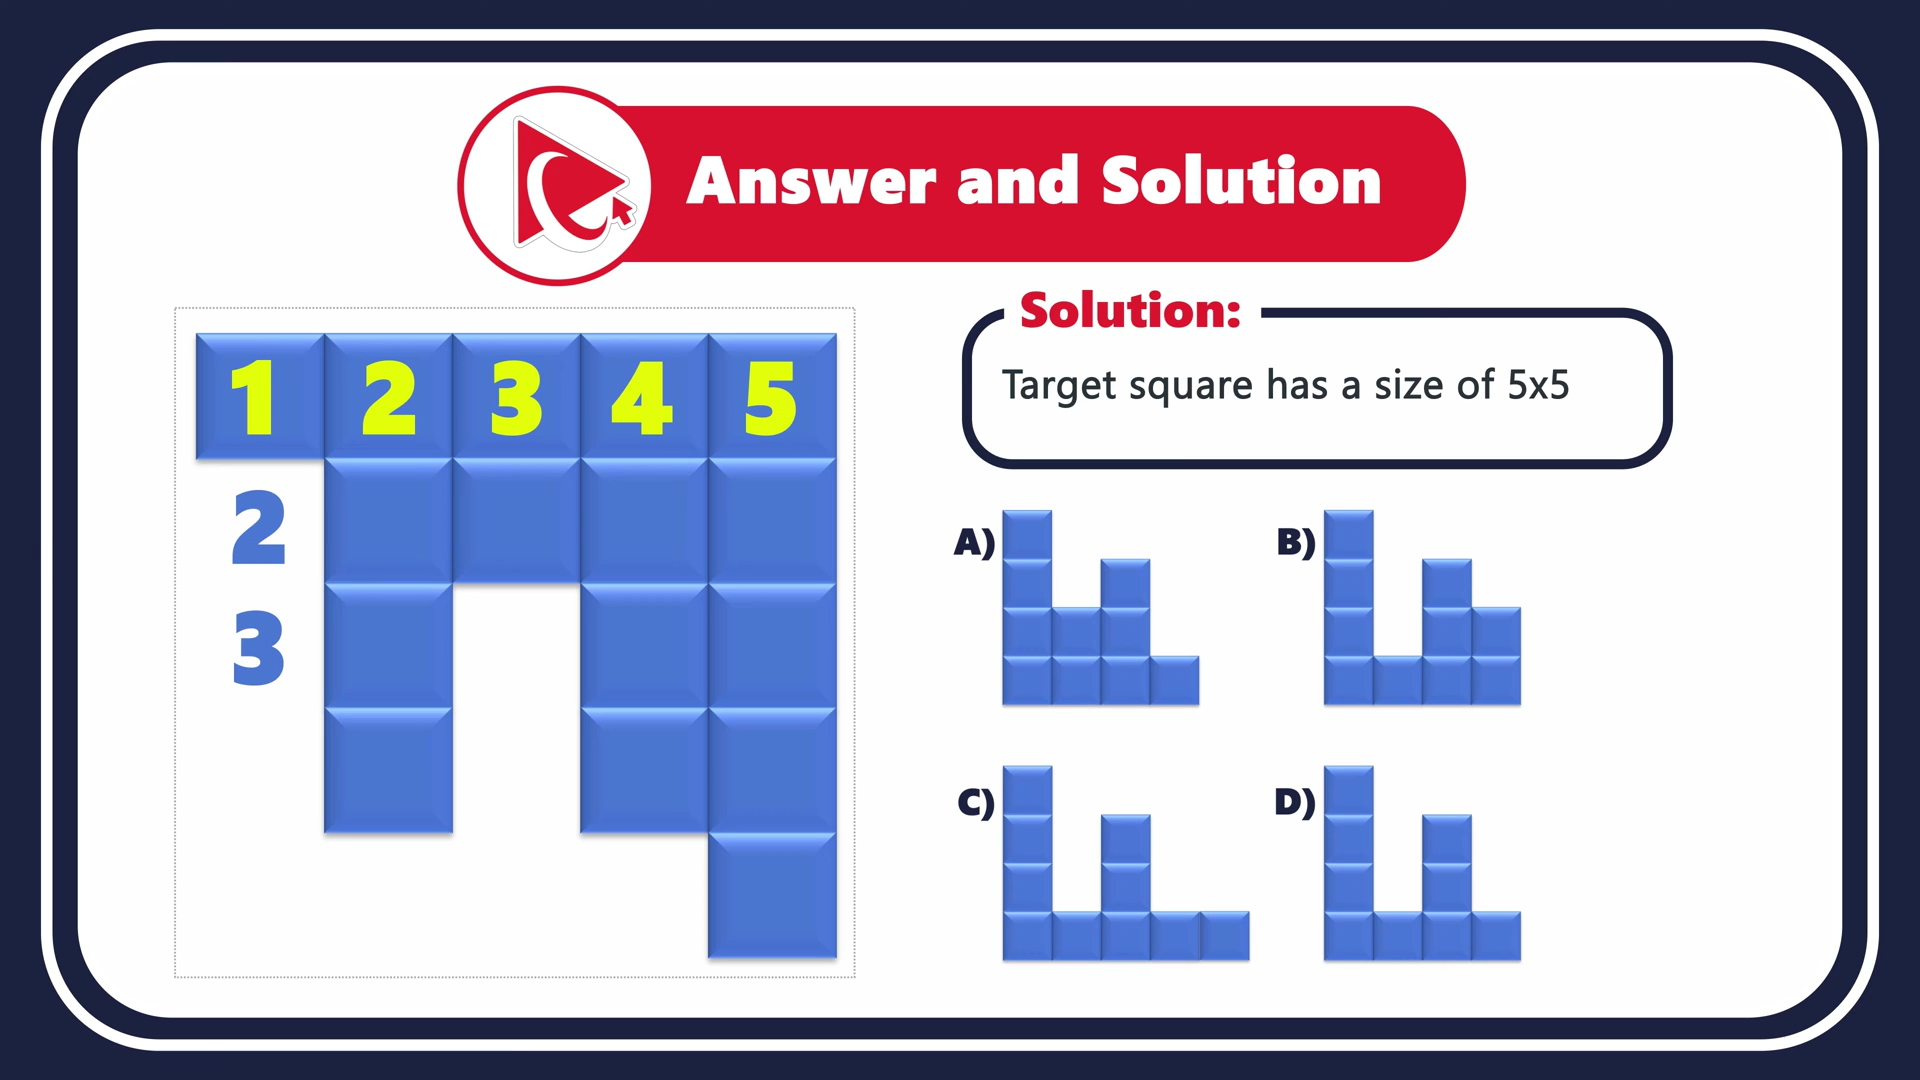 Answer and Solution
Solution:
Target square has a size of 5x5
1 2 3 4 5
2
3
A)
B)
C)
D)